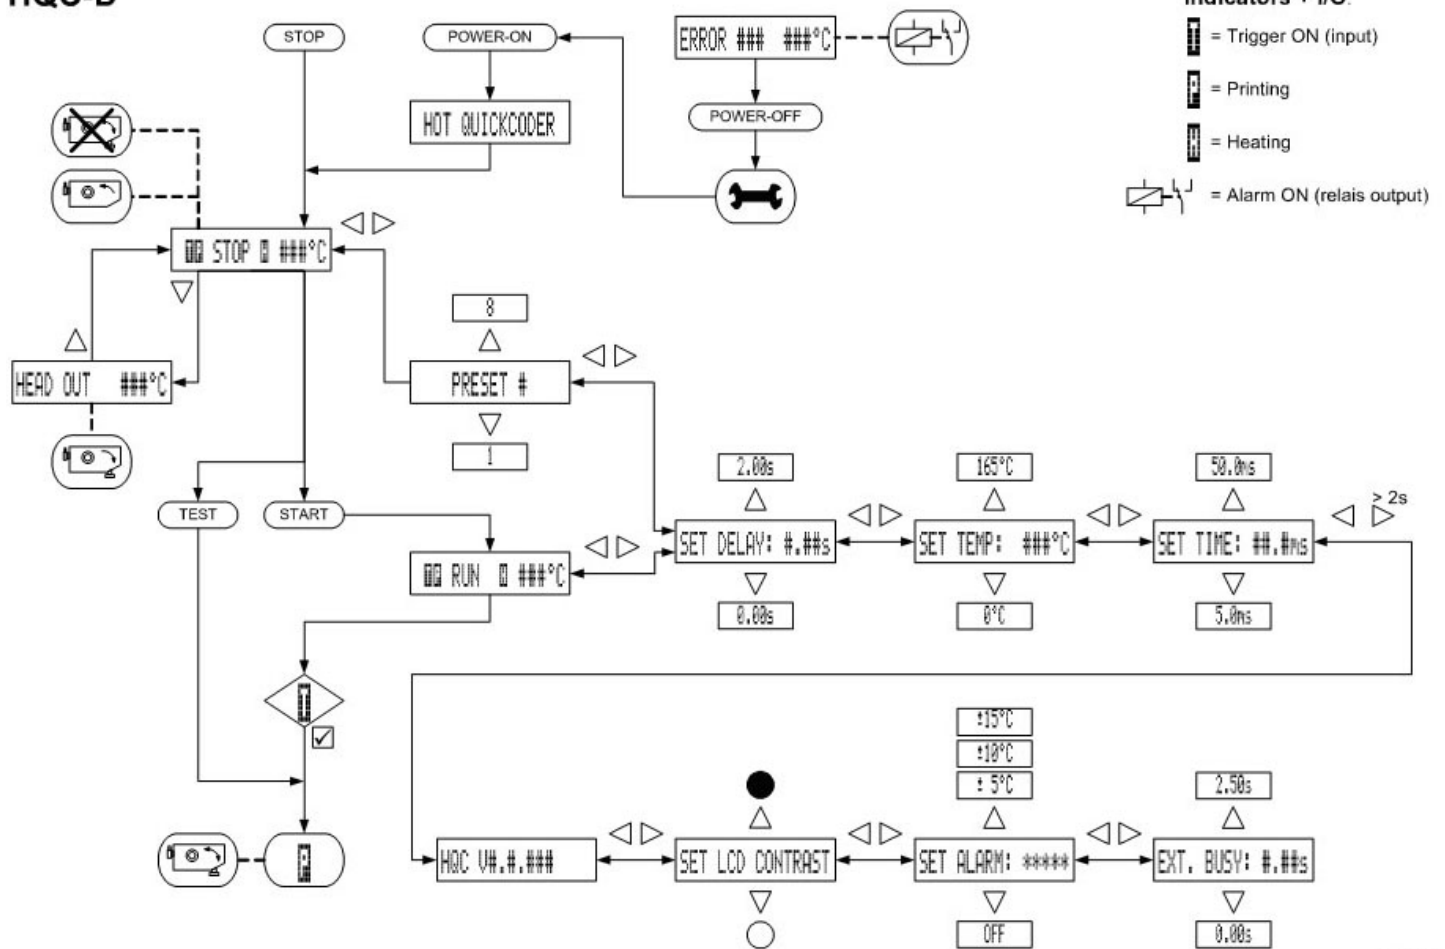 STOP
POWER-ON
ERROR ### ###°C
= Trigger ON (input)
= Printing
= Heating
= Alarm ON (relais output)
HOT QUICKCODER
POWER-OFF
STOP ###°C
8
HEAD OUT ###°C
PRESET #
1
TEST
START
2.00s
165°C
50.0ms
> 2s
SET DELAY: #.##s
SET TEMP: ###°C
SET TIME: ##.#ms
RUN ###°C
0.00s
0°C
5.0ms
±15°C
±10°C
± 5°C
2.50s
HQC V#.#.###
SET LCD CONTRAST
SET ALARM: *****
EXT. BUSY: #.##s
OFF
0.00s